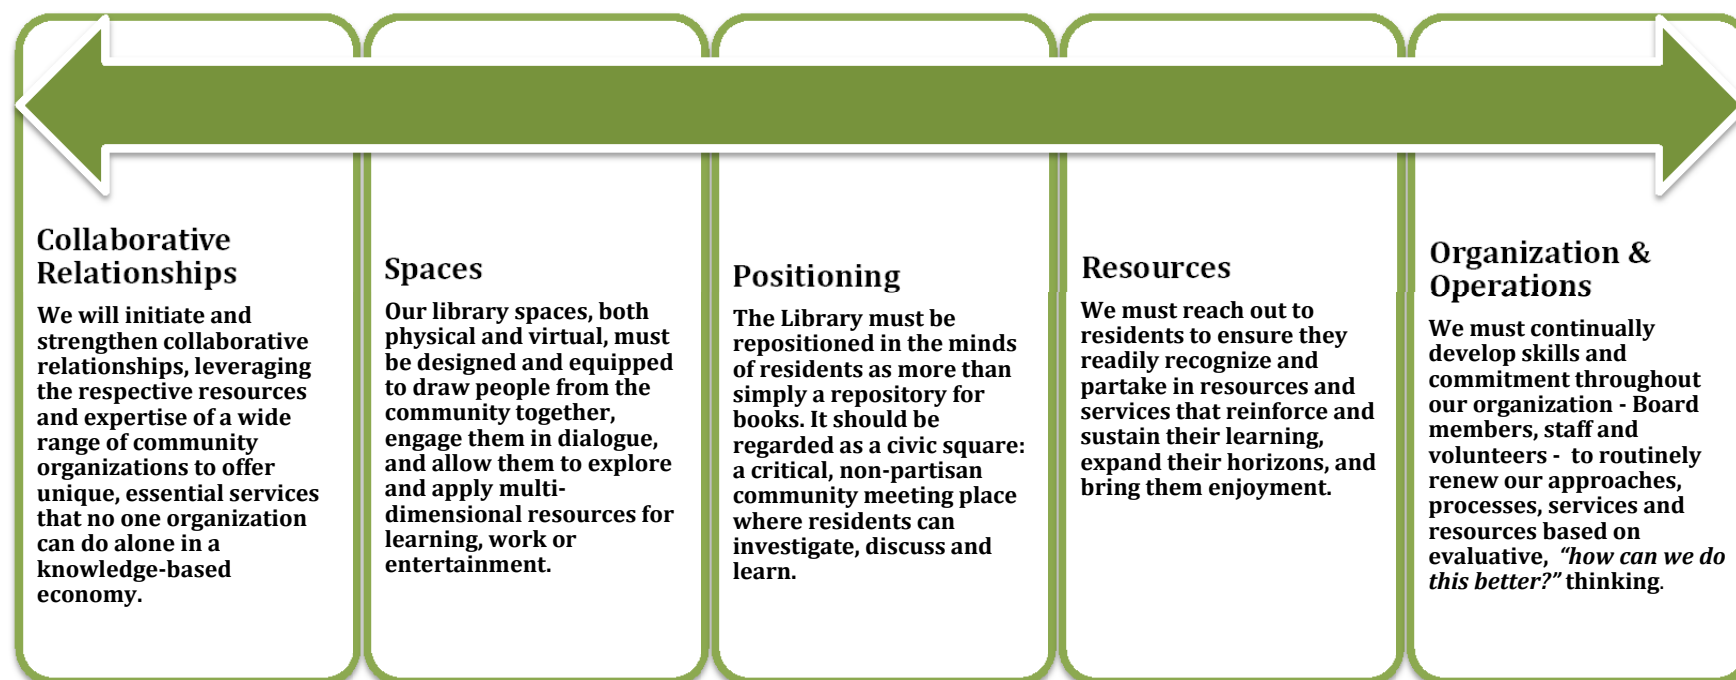 Collaborative
Relationships
We will initiate and
strengthen collaborative
relationships, leveraging
the respective resources
and expertise of a wide
range of community
organizations to offer
unique, essential services
that no one organization
can do alone in a
knowledge-based
economy.
Spaces
Our library spaces, both
physical and virtual, must
be designed and equipped
to draw people from the
community together,
engage them in dialogue,
and allow them to explore
and apply multi-
dimensional resources for
learning, work or
entertainment.
Positioning
The Library must be
repositioned in the minds
of residents as more than
simply a repository for
books. It should be
regarded as a civic square:
a critical, non-partisan
community meeting place
where residents can
investigate, discuss and
learn.
Resources
We must reach out to
residents to ensure they
readily recognize and
partake in resources and
services that reinforce and
sustain their learning,
expand their horizons, and
bring them enjoyment.
Organization &
Operations
We must continually
develop skills and
commitment throughout
our organization - Board
members, staff and
volunteers -  to routinely
renew our approaches,
processes, services and
resources based on
evaluative,  “how can we do
this better?” thinking.